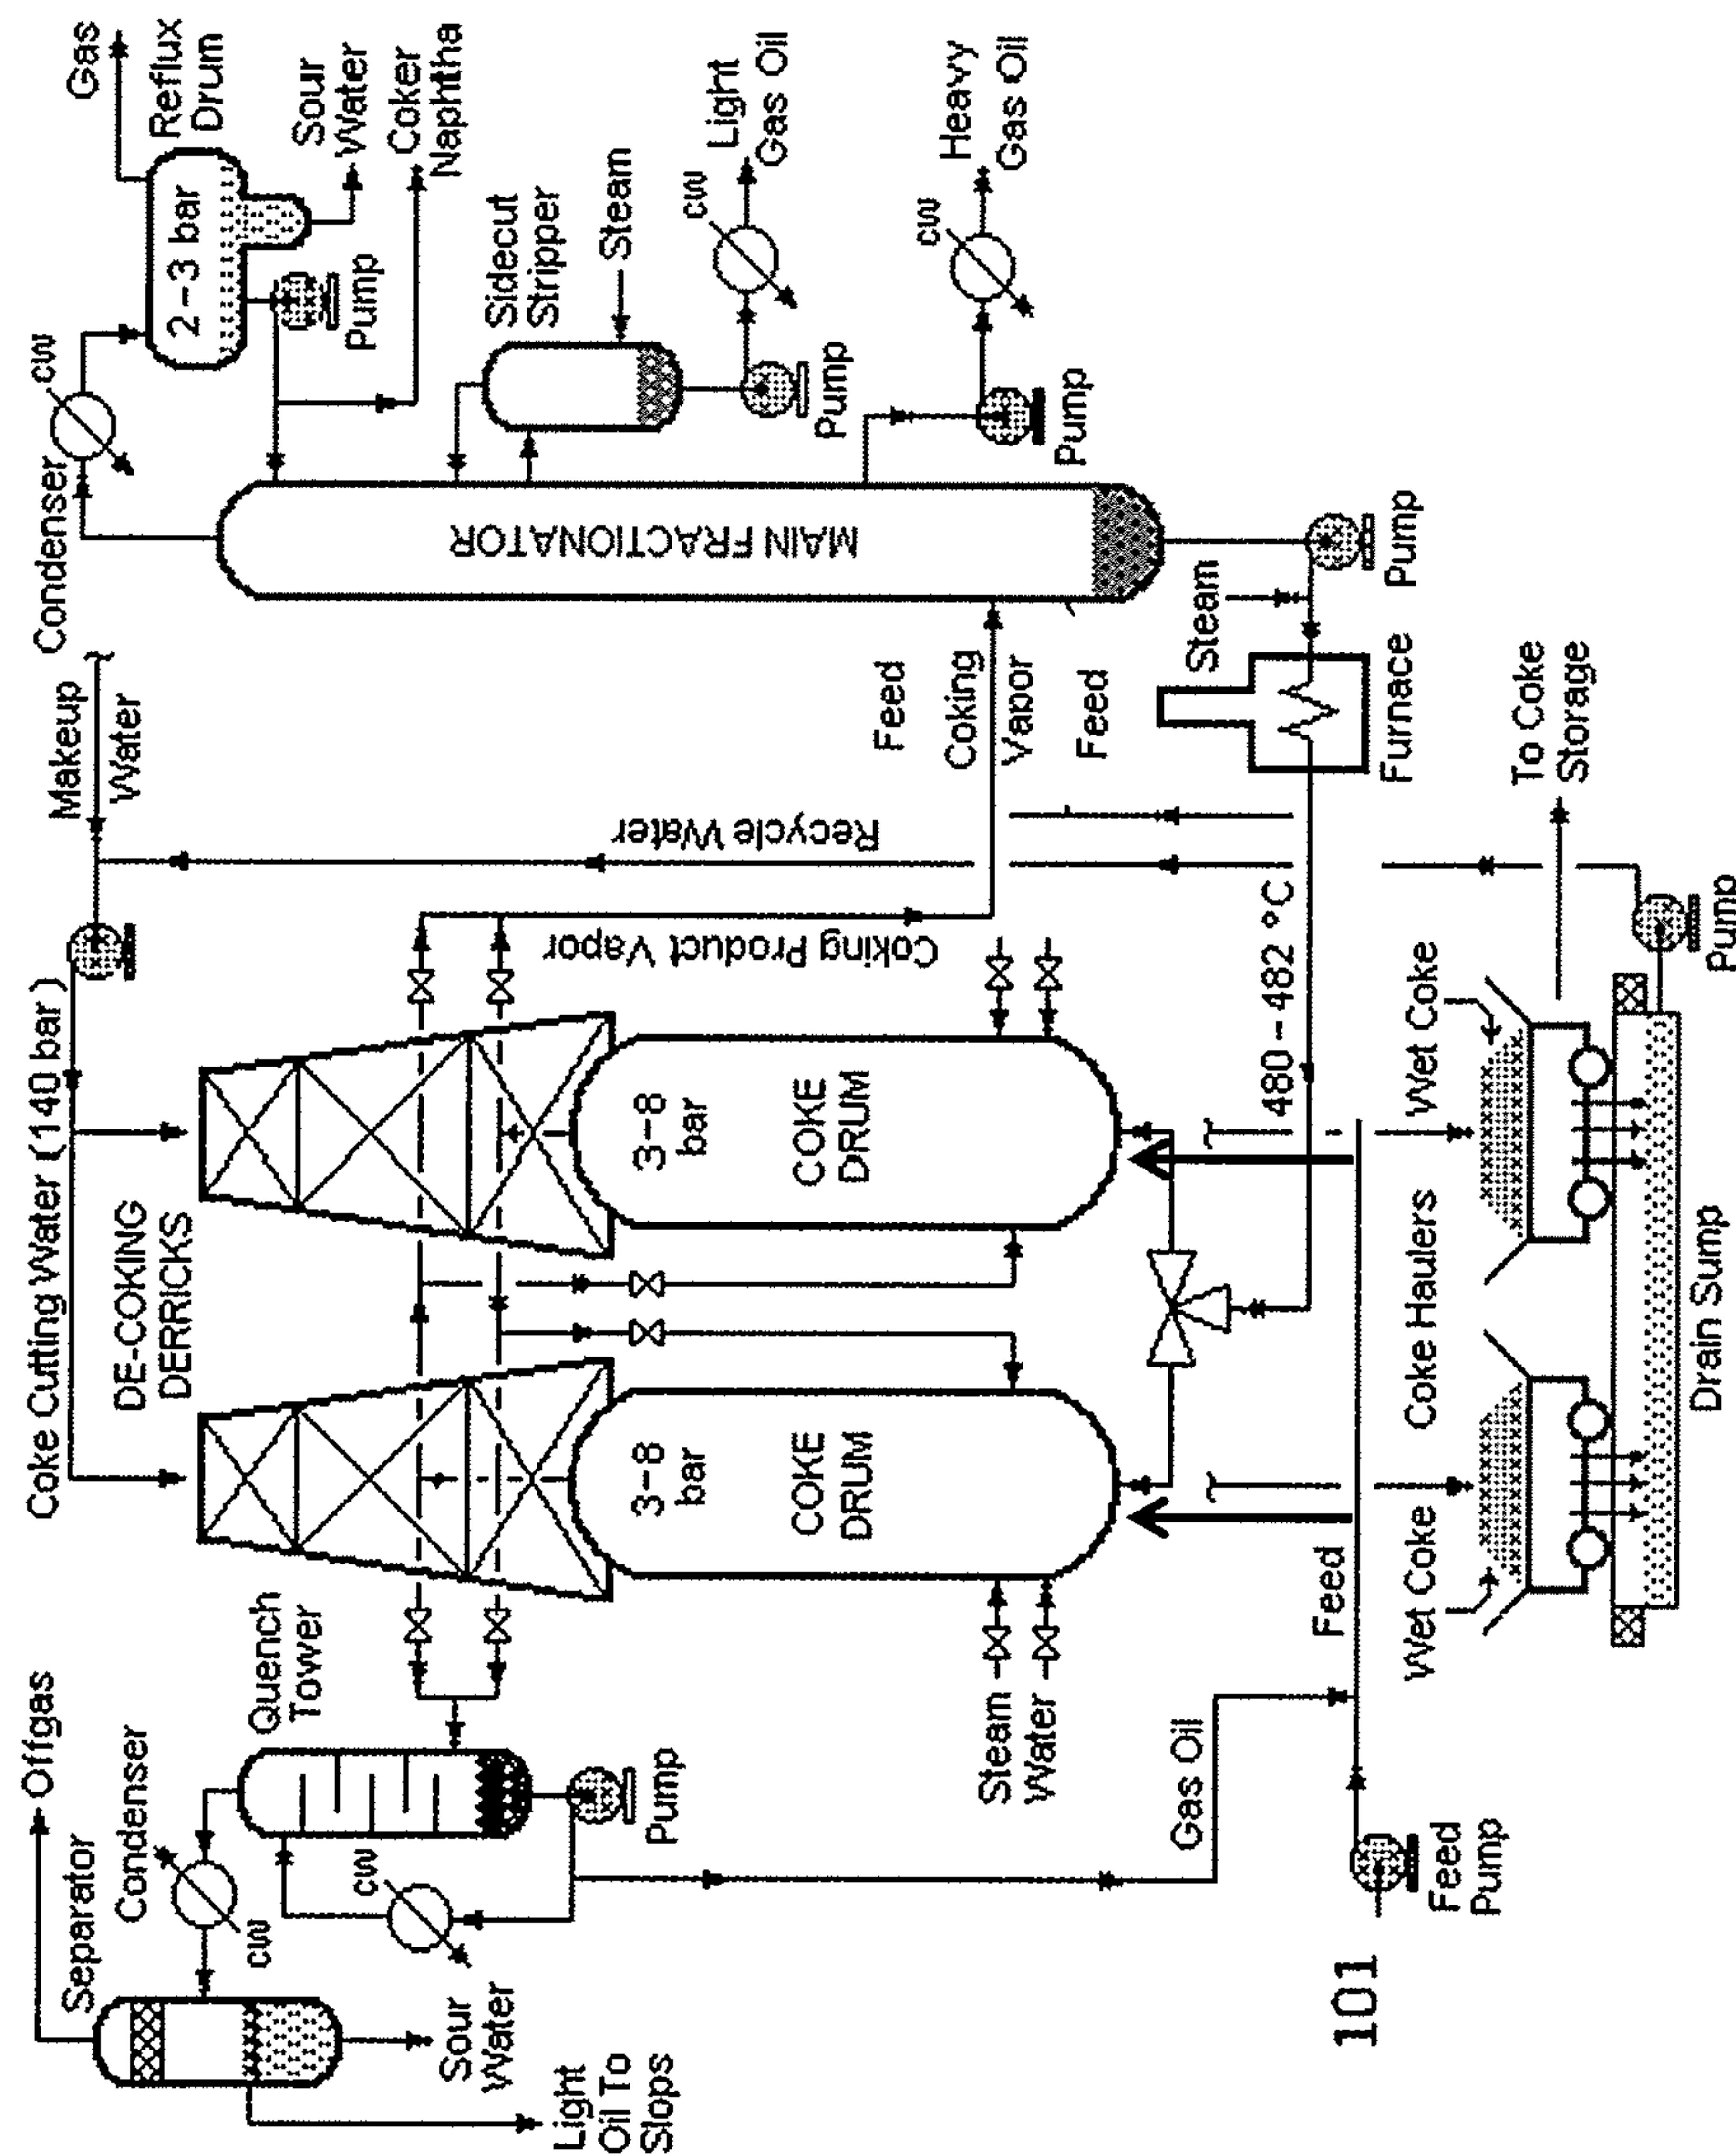 Offgas
Separator
Condenser
CW
Sour
Water
Light
Oil To
Slops
Quench
Tower
CW
Pump
Coke Cutting Water (140 bar)
DE-COKING
DERRICKS
Makeup
Water
Recycle Water
Coking Product Vapor
3-8
bar
COKE
DRUM
3-8
bar
COKE
DRUM
Steam
Water
Gas Oil
Feed
101
Feed
Pump
480-482 °C
Wet Coke
Coke Haulers
Wet Coke
Drain Sump
Pump
To Coke
Storage
Condenser
CW
Gas
Reflux
Drum
2-3 bar
Pump
Sour
Water
Coker
Naphtha
MAIN FRACTIONATOR
Sidecut
Stripper
Steam
CW
Light
Gas Oil
Pump
CW
Heavy
Gas Oil
Pump
Feed
Coking
Vapor
Feed
Steam
Furnace
Pump